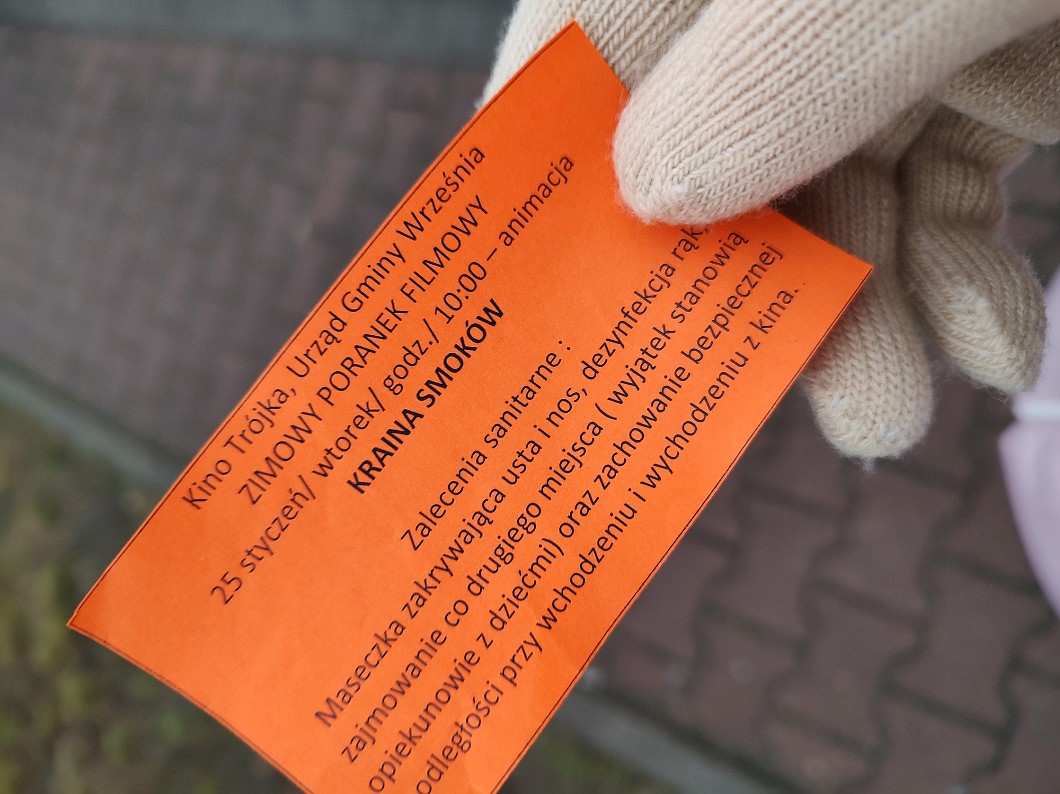 Kino Trójka, Urząd Gminy Września
ZIMOWY PORANEK FILMOWY
25 styczeń/ wtorek/ godz./ 10:00 – animacja
KRAINA SMOKÓW
Zalecenia sanitarne :
Maseczka zakrywająca usta i nos, dezynfekcja rąk,
zajmowanie co drugiego miejsca ( wyjątek stanowią
opiekunowie z dziećmi) oraz zachowanie bezpiecznej
odległości przy wchodzeniu i wychodzeniu z kina.